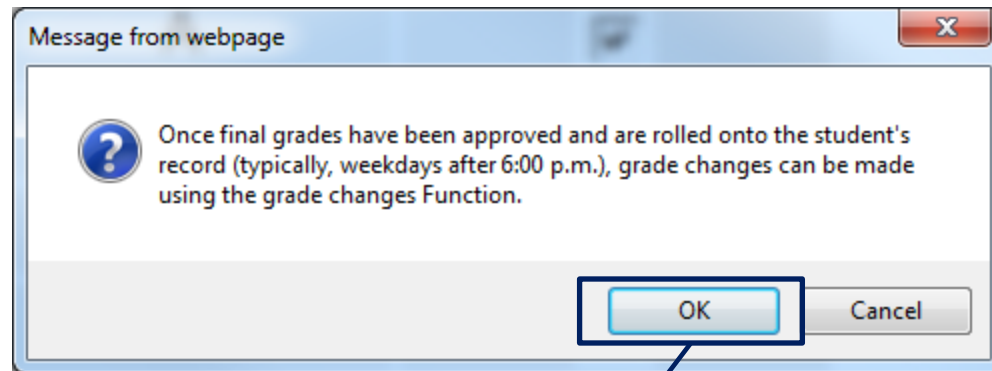 Message from webpage
Once final grades have been approved and are rolled onto the student's
record (typically, weekdays after 6:00 p.m.), grade changes can be made
using the grade changes Function.
OK
Cancel